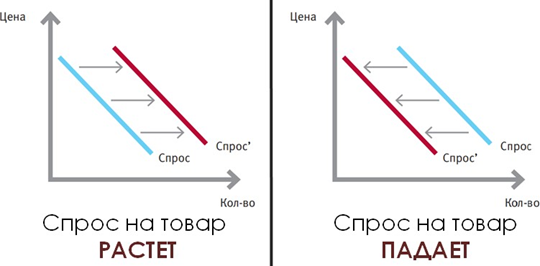 Цена
Спрос’
Спрос
Кол-во
Спрос на товар
РАСТЕТ
Цена
Спрос
Спрос’
Кол-во
Спрос на товар
ПАДАЕТ